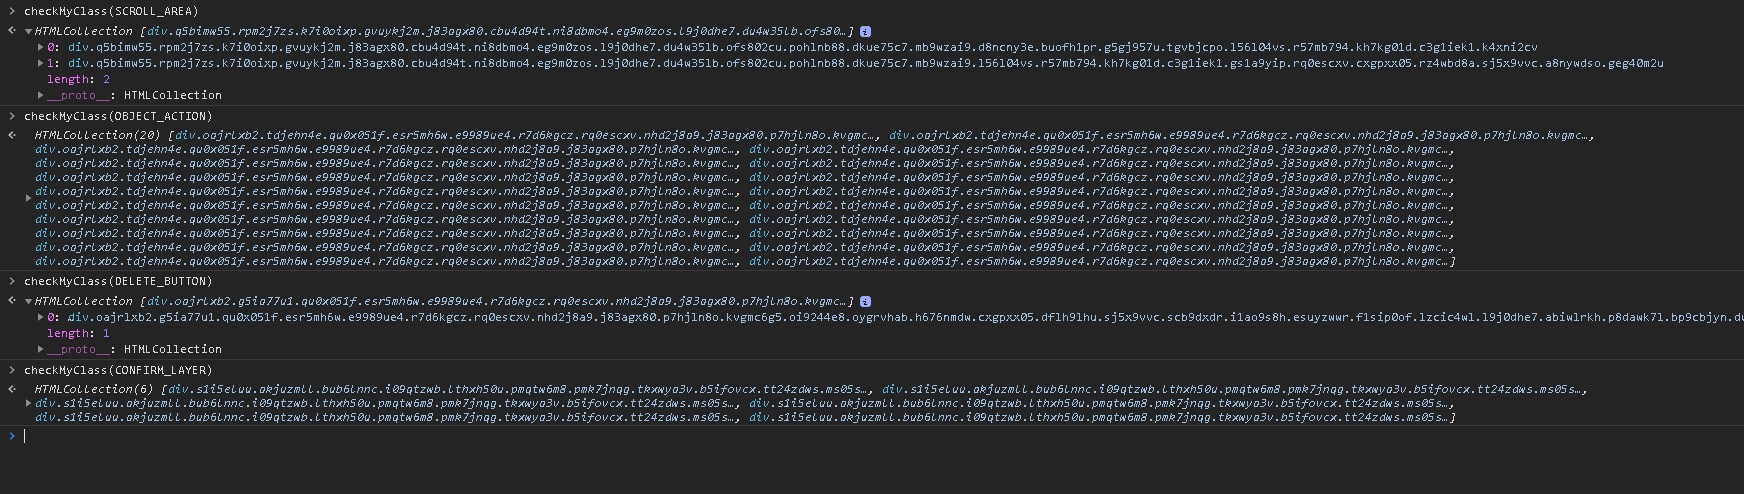 > checkMyClass(SCROLL_AREA)
HTMLCollection [div.q5bimw55.rpm2j7zs.k7i0oixp.gvuykj2m.j83agx80.cbu4d94t.ni8dbmo4.eg9m0zos.l9j0dhe7.du4w35lb.ofs80…] i
0: div.q5bimw55.rpm2j7zs.k7i0oixp.gvuykj2m.j83agx80.cbu4d94t.ni8dbmo4.eg9m0zos.l9j0dhe7.du4w35lb.ofs802cu.pohlnb88.dkue75c7.mb9wzai9.d8ncny3e.buofh1pr.g5gj957u.tgvbjcpo.l56l04vs.r57mb794.kh7kg01d.c3g1iek1.k4xni2cv
1: div.q5bimw55.rpm2j7zs.k7i0oixp.gvuykj2m.j83agx80.cbu4d94t.ni8dbmo4.eg9m0zos.l9j0dhe7.du4w35lb.ofs802cu.pohlnb88.dkue75c7.mb9wzai9.l56l04vs.r57mb794.kh7kg01d.c3g1iek1.gs1a9yip.rq0escxv.cxgpxx05.rz4wbd8a.sj5x9vvc.a8nywdso.geg40m2u
length: 2
__proto__: HTMLCollection
> checkMyClass(OBJECT_ACTION)
HTMLCollection(20) [div.oajrlxb2.tdjehn4e.qu0x051f.esr5mh6w.e9989ue4.r7d6kgcz.rq0escxv.nhd2j8a9.j83agx80.p7hjln8o.kvgmc…, div.oajrlxb2.tdjehn4e.qu0x051f.esr5mh6w.e9989ue4.r7d6kgcz.rq0escxv.nhd2j8a9.j83agx80.p7hjln8o.kvgmc…,
div.oajrlxb2.tdjehn4e.qu0x051f.esr5mh6w.e9989ue4.r7d6kgcz.rq0escxv.nhd2j8a9.j83agx80.p7hjln8o.kvgmc…, div.oajrlxb2.tdjehn4e.qu0x051f.esr5mh6w.e9989ue4.r7d6kgcz.rq0escxv.nhd2j8a9.j83agx80.p7hjln8o.kvgmc…,
div.oajrlxb2.tdjehn4e.qu0x051f.esr5mh6w.e9989ue4.r7d6kgcz.rq0escxv.nhd2j8a9.j83agx80.p7hjln8o.kvgmc…, div.oajrlxb2.tdjehn4e.qu0x051f.esr5mh6w.e9989ue4.r7d6kgcz.rq0escxv.nhd2j8a9.j83agx80.p7hjln8o.kvgmc…,
div.oajrlxb2.tdjehn4e.qu0x051f.esr5mh6w.e9989ue4.r7d6kgcz.rq0escxv.nhd2j8a9.j83agx80.p7hjln8o.kvgmc…, div.oajrlxb2.tdjehn4e.qu0x051f.esr5mh6w.e9989ue4.r7d6kgcz.rq0escxv.nhd2j8a9.j83agx80.p7hjln8o.kvgmc…,
div.oajrlxb2.tdjehn4e.qu0x051f.esr5mh6w.e9989ue4.r7d6kgcz.rq0escxv.nhd2j8a9.j83agx80.p7hjln8o.kvgmc…, div.oajrlxb2.tdjehn4e.qu0x051f.esr5mh6w.e9989ue4.r7d6kgcz.rq0escxv.nhd2j8a9.j83agx80.p7hjln8o.kvgmc…,
div.oajrlxb2.tdjehn4e.qu0x051f.esr5mh6w.e9989ue4.r7d6kgcz.rq0escxv.nhd2j8a9.j83agx80.p7hjln8o.kvgmc…, div.oajrlxb2.tdjehn4e.qu0x051f.esr5mh6w.e9989ue4.r7d6kgcz.rq0escxv.nhd2j8a9.j83agx80.p7hjln8o.kvgmc…,
div.oajrlxb2.tdjehn4e.qu0x051f.esr5mh6w.e9989ue4.r7d6kgcz.rq0escxv.nhd2j8a9.j83agx80.p7hjln8o.kvgmc…, div.oajrlxb2.tdjehn4e.qu0x051f.esr5mh6w.e9989ue4.r7d6kgcz.rq0escxv.nhd2j8a9.j83agx80.p7hjln8o.kvgmc…,
div.oajrlxb2.tdjehn4e.qu0x051f.esr5mh6w.e9989ue4.r7d6kgcz.rq0escxv.nhd2j8a9.j83agx80.p7hjln8o.kvgmc…, div.oajrlxb2.tdjehn4e.qu0x051f.esr5mh6w.e9989ue4.r7d6kgcz.rq0escxv.nhd2j8a9.j83agx80.p7hjln8o.kvgmc…,
div.oajrlxb2.tdjehn4e.qu0x051f.esr5mh6w.e9989ue4.r7d6kgcz.rq0escxv.nhd2j8a9.j83agx80.p7hjln8o.kvgmc…, div.oajrlxb2.tdjehn4e.qu0x051f.esr5mh6w.e9989ue4.r7d6kgcz.rq0escxv.nhd2j8a9.j83agx80.p7hjln8o.kvgmc…,
div.oajrlxb2.tdjehn4e.qu0x051f.esr5mh6w.e9989ue4.r7d6kgcz.rq0escxv.nhd2j8a9.j83agx80.p7hjln8o.kvgmc…, div.oajrlxb2.tdjehn4e.qu0x051f.esr5mh6w.e9989ue4.r7d6kgcz.rq0escxv.nhd2j8a9.j83agx80.p7hjln8o.kvgmc…]
> checkMyClass(DELETE_BUTTON)
HTMLCollection [div.oajrlxb2.g5ia77u1.qu0x051f.esr5mh6w.e9989ue4.r7d6kgcz.rq0escxv.nhd2j8a9.j83agx80.p7hjln8o.kvgmc…] i
0: div.oajrlxb2.g5ia77u1.qu0x051f.esr5mh6w.e9989ue4.r7d6kgcz.rq0escxv.nhd2j8a9.j83agx80.p7hjln8o.kvgmc6g5.oi9244e8.oygrvhab.h676nmdw.cxgpxx05.dflh9lhu.sj5x9vvc.scb9dxdr.i1ao9s8h.esuyzwwr.f1sip0of.lzcic4wl.l9j0dhe7.abiwlrkh.p8dawk7l.bp9cbjyn.du
length: 1
__proto__: HTMLCollection
> checkMyClass(CONFIRM_LAYER)
HTMLCollection(6) [div.s1i5eluu.akjuzmll.bub6lnnc.i09qtzwb.lthxh50u.pmqtw6m8.pmk7jnqg.tkxwya3v.b5ifovcx.tt24zdws.ms05s…, div.s1i5eluu.akjuzmll.bub6lnnc.i09qtzwb.lthxh50u.pmqtw6m8.pmk7jnqg.tkxwya3v.b5ifovcx.tt24zdws.ms05s…,
div.s1i5eluu.akjuzmll.bub6lnnc.i09qtzwb.lthxh50u.pmqtw6m8.pmk7jnqg.tkxwya3v.b5ifovcx.tt24zdws.ms05s…, div.s1i5eluu.akjuzmll.bub6lnnc.i09qtzwb.lthxh50u.pmqtw6m8.pmk7jnqg.tkxwya3v.b5ifovcx.tt24zdws.ms05s…,
div.s1i5eluu.akjuzmll.bub6lnnc.i09qtzwb.lthxh50u.pmqtw6m8.pmk7jnqg.tkxwya3v.b5ifovcx.tt24zdws.ms05s…, div.s1i5eluu.akjuzmll.bub6lnnc.i09qtzwb.lthxh50u.pmqtw6m8.pmk7jnqg.tkxwya3v.b5ifovcx.tt24zdws.ms05s…]
>